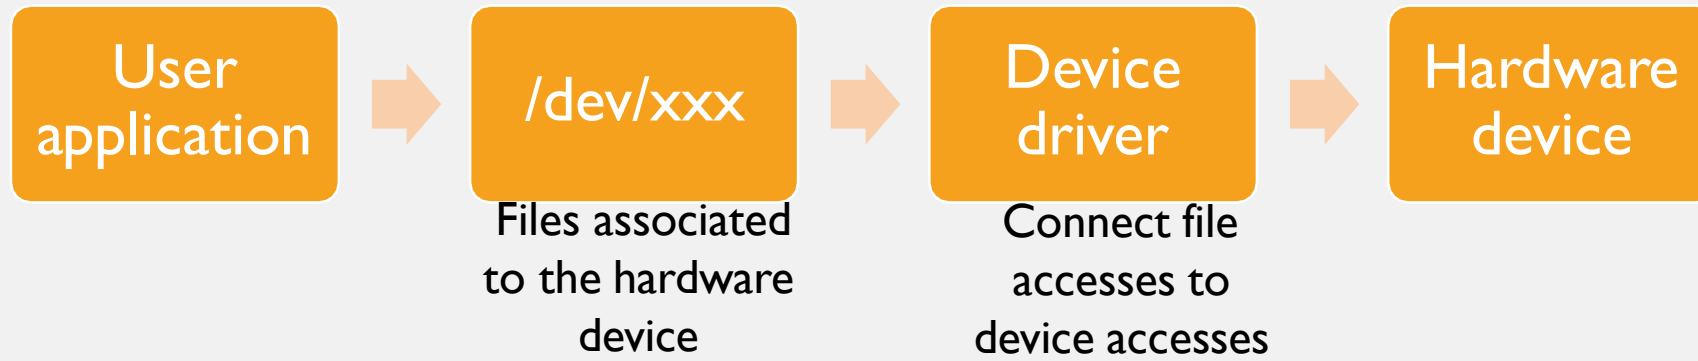 User
application
/dev/xxx
Files associated
to the hardware
device
Device
driver
Connect file
accesses to
device accesses
Hardware
device